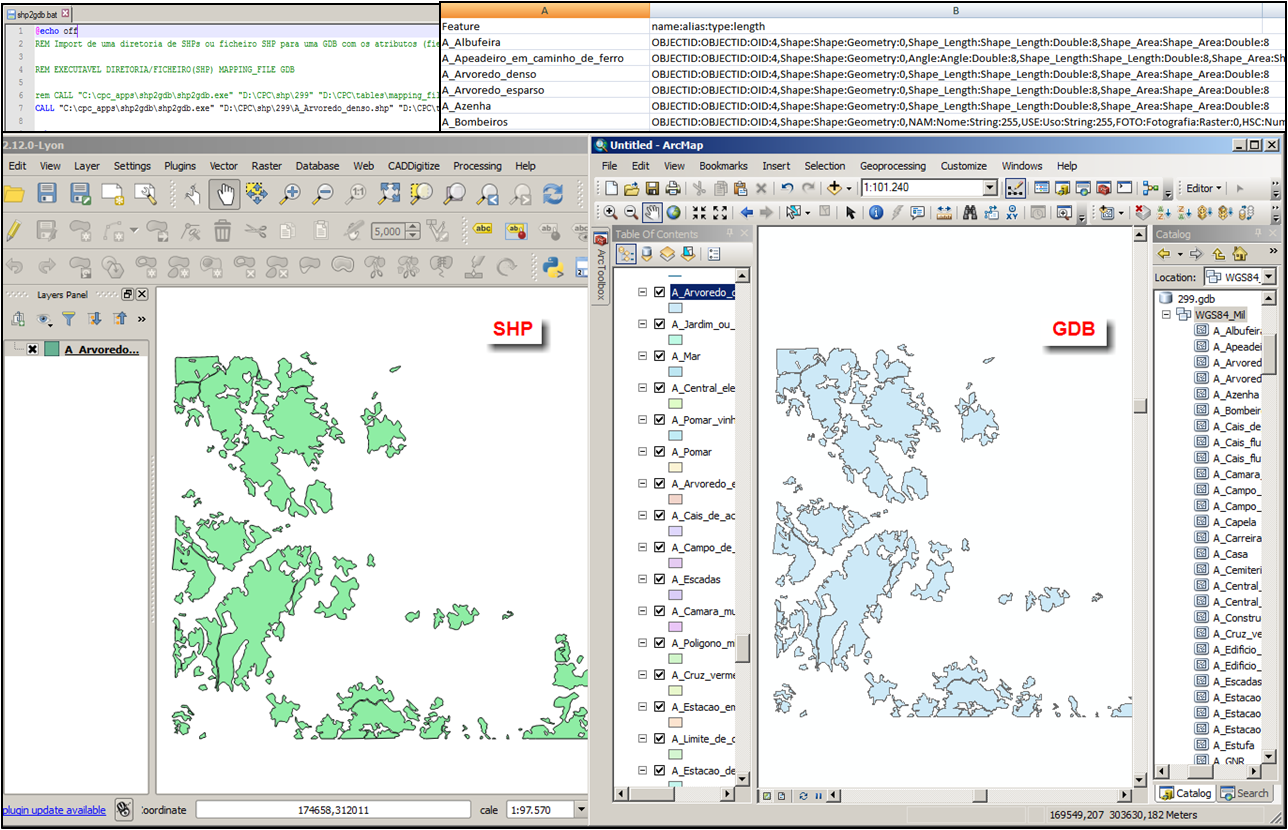 shp2gdb.bat
1 @echo off
2 REM Import de uma diretoria de SHPs ou ficheiro SHP para uma GDB com os atributos (fie
3
4 REM EXECUTAVEL DIRETORIA/FICHEIRO(SHP) MAPPING_FILE GDB
5
6 rem CALL "C:\cpc_apps\shp2gdb\shp2gdb.exe" "D:\CPC\shp\299" "D:\CPC\tables\mapping_fi
7 CALL "C:\cpc_apps\shp2gdb\shp2gdb.exe" "D:\CPC\shp\299\A_Arvoredo_denso.shp" "D:\CPC\t
8
A B
Feature name:alias:type:length
A_Albufeira OBJECTID:OBJECTID:OID:4,Shape:Shape:Geometry:0,Shape_Length:Shape_Length:Double:8,Shape_Area:Shape_Area:Double:8
A_Apeadeiro_em_caminho_de_ferro OBJECTID:OBJECTID:OID:4,Shape:Shape:Geometry:0,Angle:Angle:Double:8,Shape_Length:Shape_Length:Double:8,Shape_Area:Sh
A_Arvoredo_denso OBJECTID:OBJECTID:OID:4,Shape:Shape:Geometry:0,Shape_Length:Shape_Length:Double:8,Shape_Area:Shape_Area:Double:8
A_Arvoredo_esparso OBJECTID:OBJECTID:OID:4,Shape:Shape:Geometry:0,Shape_Length:Shape_Length:Double:8,Shape_Area:Shape_Area:Double:8
A_Azenha OBJECTID:OBJECTID:OID:4,Shape:Shape:Geometry:0,Shape_Length:Shape_Length:Double:8,Shape_Area:Shape_Area:Double:8
A_Bombeiros OBJECTID:OBJECTID:OID:4,Shape:Shape:Geometry:0,NAM:Nome:String:255,USE:Uso:String:255,FOTO:Fotografia:Raster:0,HSC:Num
2.12.0-Lyon
Edit View Layer Settings Plugins Vector Raster Database Web CADDigitize Processing Help
5,000
abc ab
Layers Panel
A_Arvoredo...
SHP
plugin update available
oordinate 174658,312011 cale 1:97.570
Untitled - ArcMap
File Edit View Bookmarks Insert Selection Geoprocessing Customize Windows Help
1:101.240 Editor
XY
ArcToolbox
Table Of Contents
A_Arvoredo_d
A_Jardim_ou_
A_Mar
A_Central_ele
A_Pomar_vinh
A_Pomar
A_Arvoredo_e
A_Cais_de_ac
A_Campo_de_
A_Escadas
A_Camara_mu
A_Poligono_m
A_Cruz_verme
A_Estacao_em
A_Limite_de_c
A_Estacao_de
GDB
Catalog
Location: WGS84_
299.gdb
WGS84_Mil
A_Albufeir
A_Apeadei
A_Arvored
A_Arvored
A_Azenha
A_Bombeir
A_Cais_de
A_Cais_flu
A_Cais_flu
A_Camara_
A_Campo_
A_Campo_
A_Capela
A_Carreira
A_Casa
A_Cemiteri
A_Central_
A_Central_
A_Constru
A_Cruz_ve
A_Edificio_
A_Edificio_
A_Escadas
A_Estacao
A_Estacao
A_Estacao
A_Estufa
A_GNR
Catalog Search
169549,207 303630,182 Meters